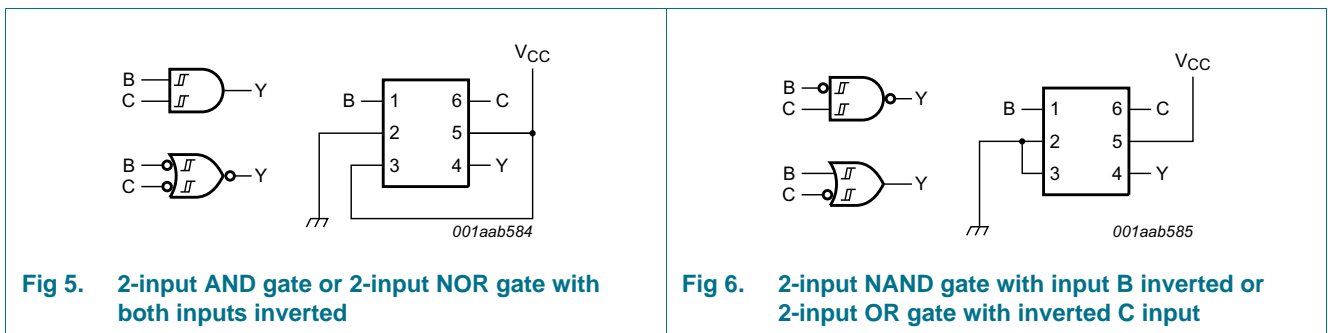 B
C
Y
B
C
Y
VCC
B
1
6
C
2
5
3
4
Y
001aab584
Fig 5. 2-input AND gate or 2-input NOR gate with
both inputs inverted
B
C
Y
B
C
Y
VCC
B
1
6
C
2
5
3
4
Y
001aab585
Fig 6. 2-input NAND gate with input B inverted or
2-input OR gate with inverted C input